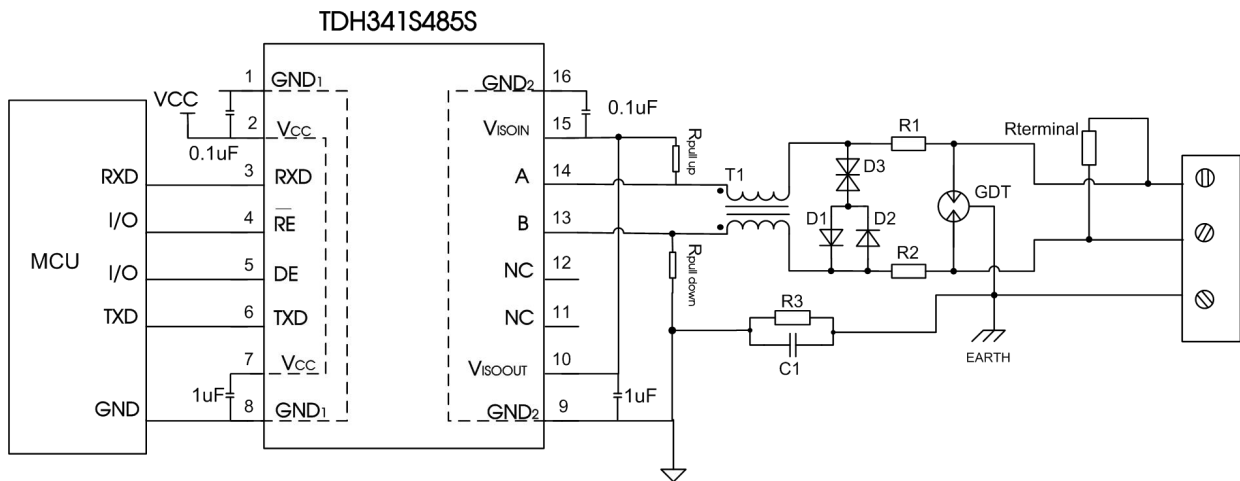 TDH341S485S
MCU
RXD
I/O
I/O
TXD
GND
VCC
0.1uF
1uF
1
2
3
4
5
6
7
8
GND1
VCC
RXD
RE
DE
TXD
VCC
GND1
GND2
VISOIN
A
B
NC
NC
VISOOUT
GND2
16
15
14
13
12
11
10
9
0.1uF
1uF
Rpull up
Rpull down
T1
D3
D1
D2
R1
R2
GDT
R3
C1
EARTH
Rterminal